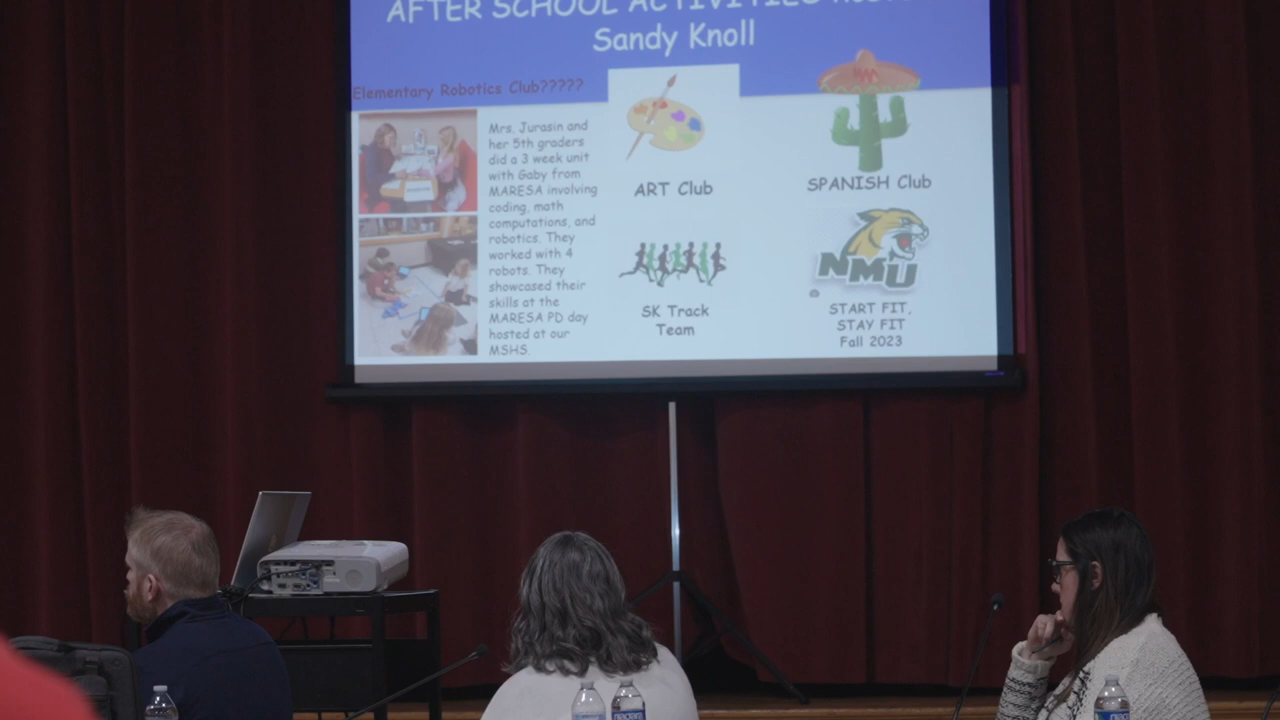 AFTER SCHOOL ACTIVITIES
Sandy Knoll
Elementary Robotics Club?????
Mrs. Jurasin and
her 5th graders
did a 3 week unit
with Gaby from
MARESA involving
coding, math
computations, and
robotics. They
worked with 4
robots. They
showcased their
skills at the
MARESA PD day
hosted at our
MSHS.
ART Club
SPANISH Club
SK Track
Team
NMU
START FIT,
STAY FIT
Fall 2023